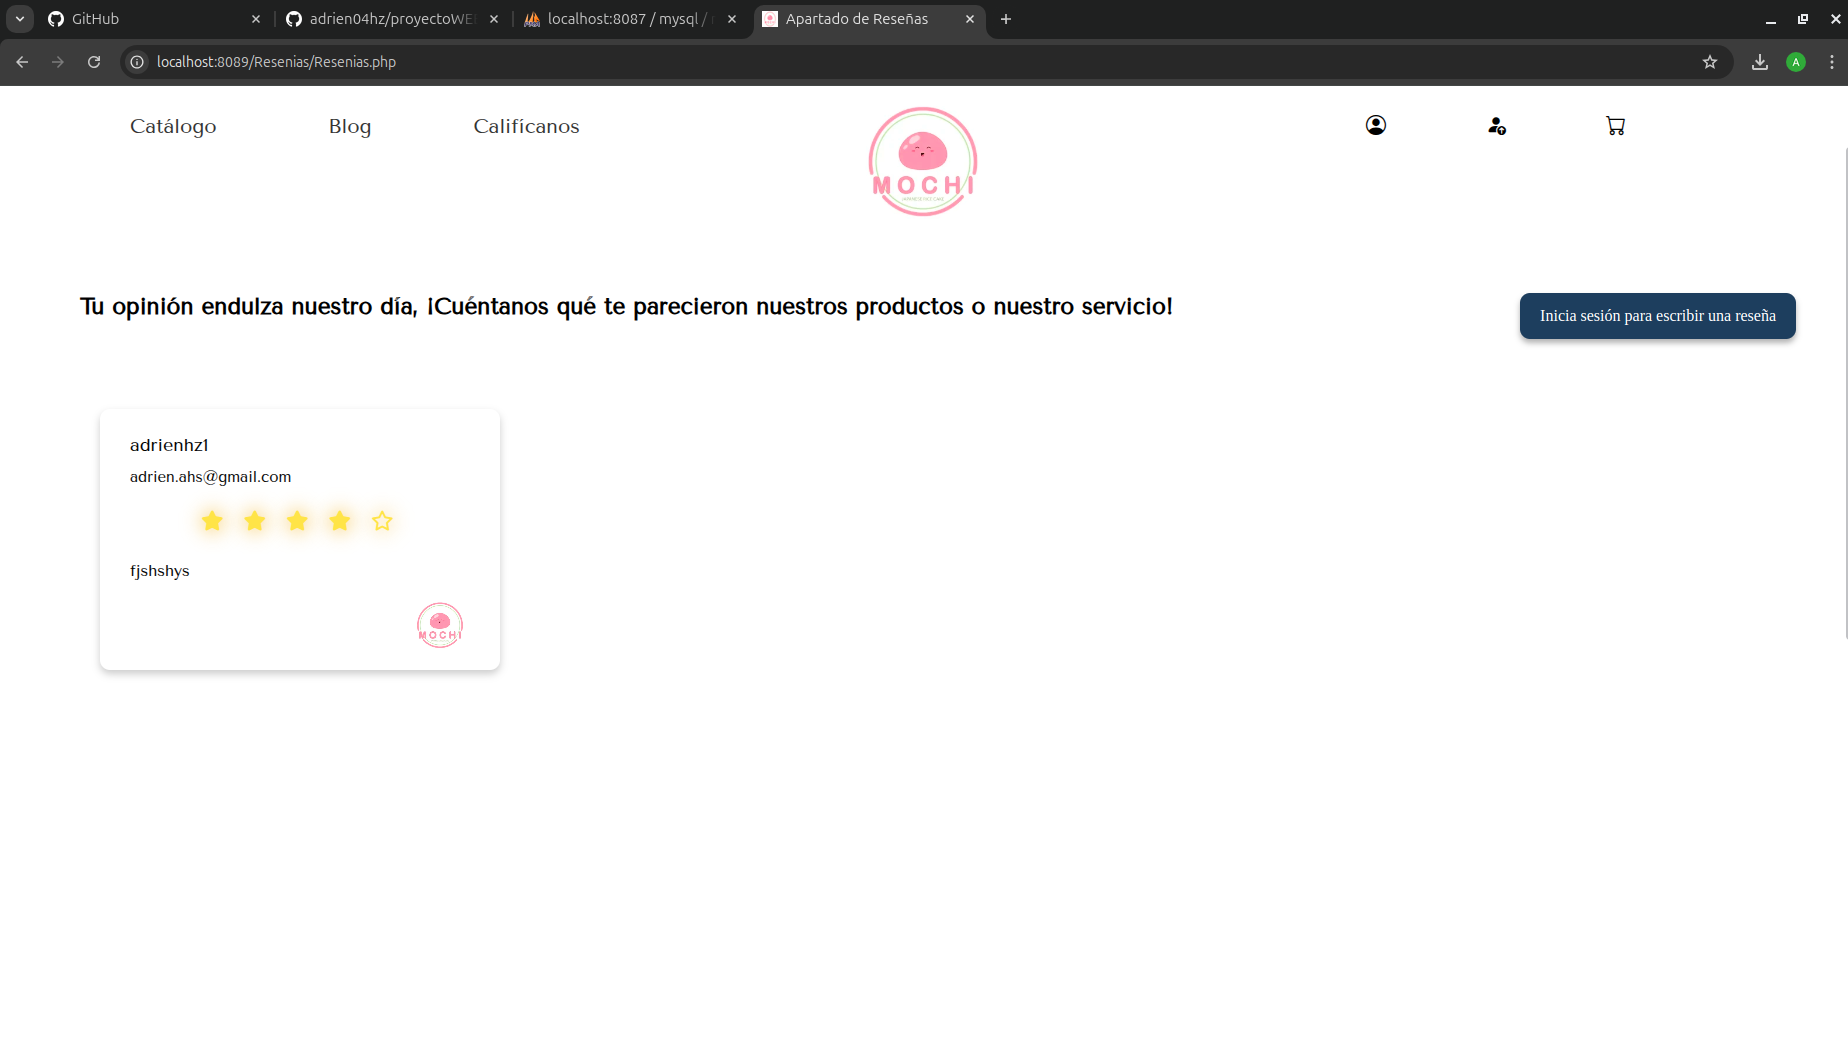 GitHub
adrien04hz/proyectoWE
localhost:8087 / mysql /
Apartado de Reseñas
localhost:8089/Resenias/Resenias.php
A
Catálogo
Blog
Califícanos
MOCHI
Tu opinión endulza nuestro día, ¡Cuéntanos qué te parecieron nuestros productos o nuestro servicio!
Inicia sesión para escribir una reseña
adrienhz1
adrien.ahs@gmail.com
fjshshys
MOCHI